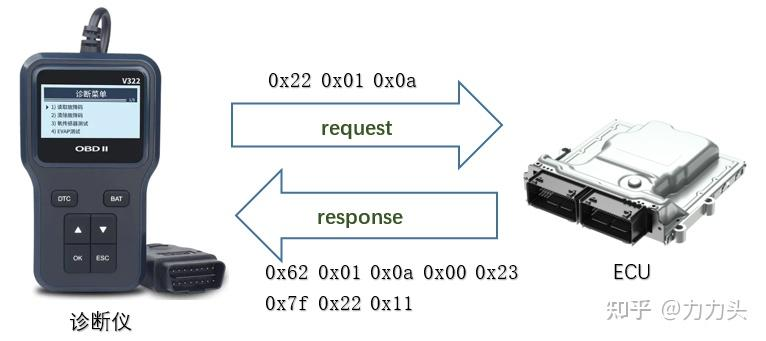 V322
诊断菜单
1) 读取故障码
2) 清除故障码
3) 氧传感器测试
4) EVAP测试
OBD II
DTC
BAT
OK
ESC
诊断仪
0x22 0x01 0x0a
request
response
0x62 0x01 0x0a 0x00 0x23
0x7f 0x22 0x11
ECU
知乎 @力力头